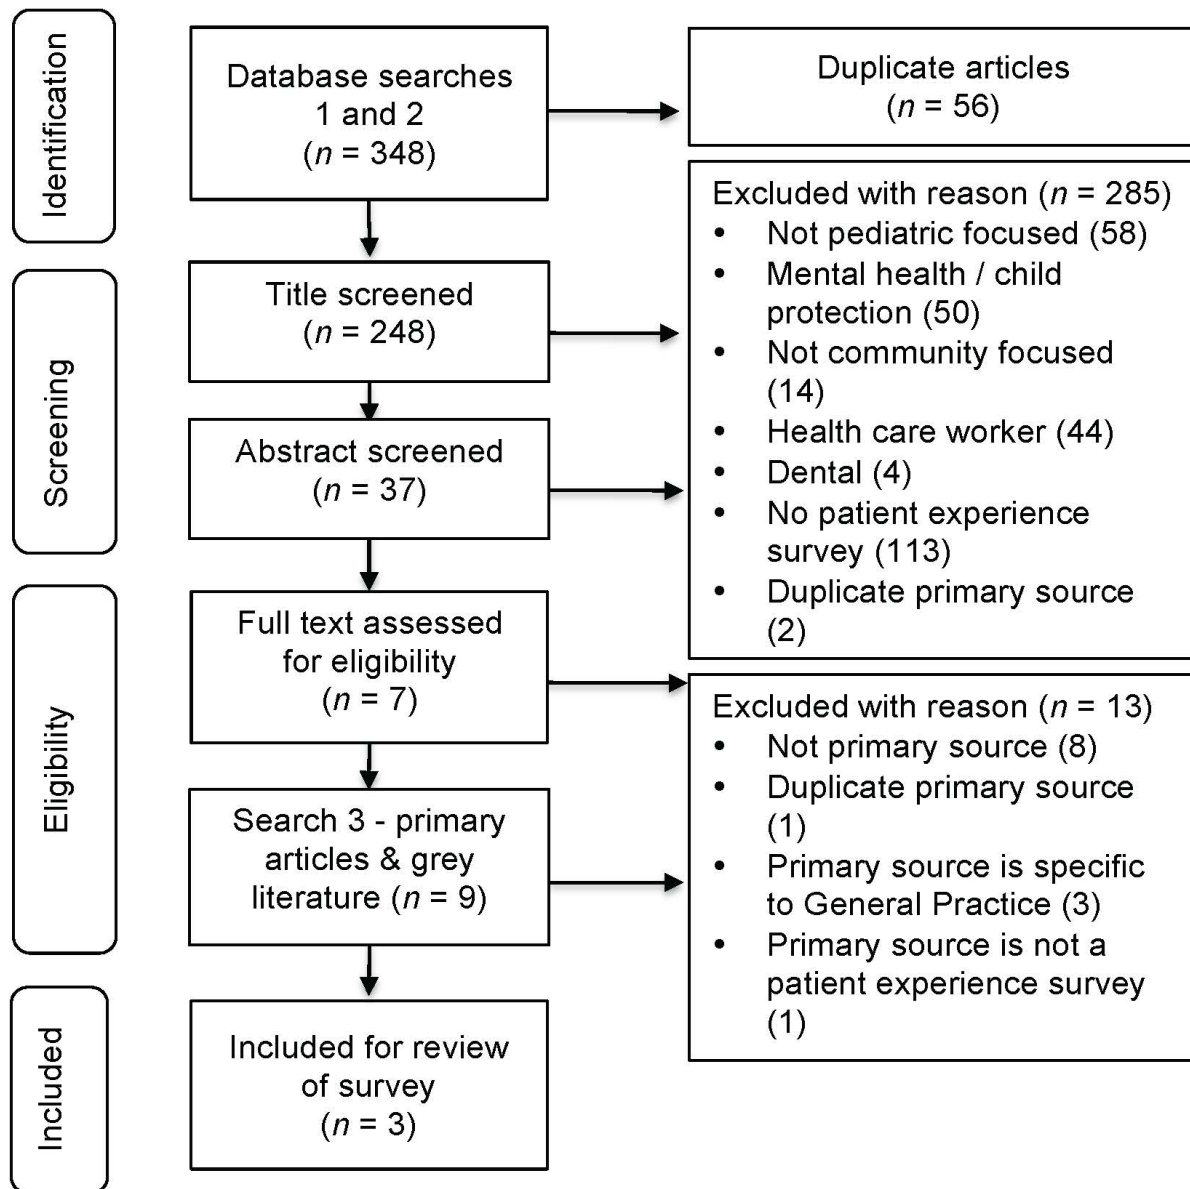 Identification
Database searches
1 and 2
(n = 348)
Duplicate articles
(n = 56)
Screening
Title screened
(n = 248)
Abstract screened
(n = 37)
Excluded with reason (n = 285)
• Not pediatric focused (58)
• Mental health / child
protection (50)
• Not community focused
(14)
• Health care worker (44)
• Dental (4)
• No patient experience
survey (113)
• Duplicate primary source
(2)
Eligibility
Full text assessed
for eligibility
(n = 7)
Search 3 - primary
articles & grey
literature (n = 9)
Excluded with reason (n = 13)
• Not primary source (8)
• Duplicate primary source
(1)
• Primary source is specific
to General Practice (3)
• Primary source is not a
patient experience survey
(1)
Included
Included for review
of survey
(n = 3)